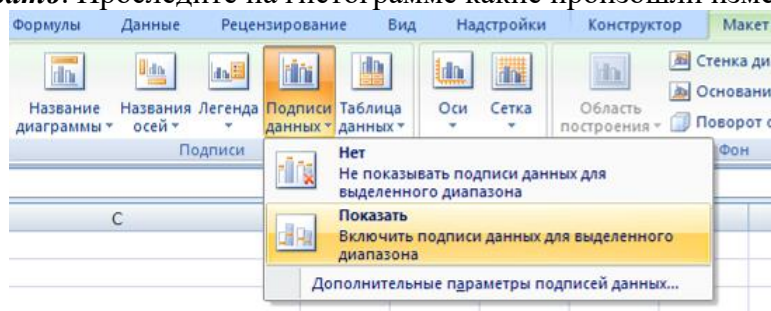 Проследите на гистограмме какие произошли
Формулы Данные Рецензирование Вид Надстройки Конструктор Макет
Название диаграммы
Названия осей
Легенда
Подписи данных
Таблица данных
Оси
Сетка
Область построения
Стенка
Основани
Поворот
Подписи
Фон
Нет
Не показывать подписи данных для
выделенного диапазона
Показать
Включить подписи данных для выделенного
диапазона
Дополнительные параметры подписей данных...
C